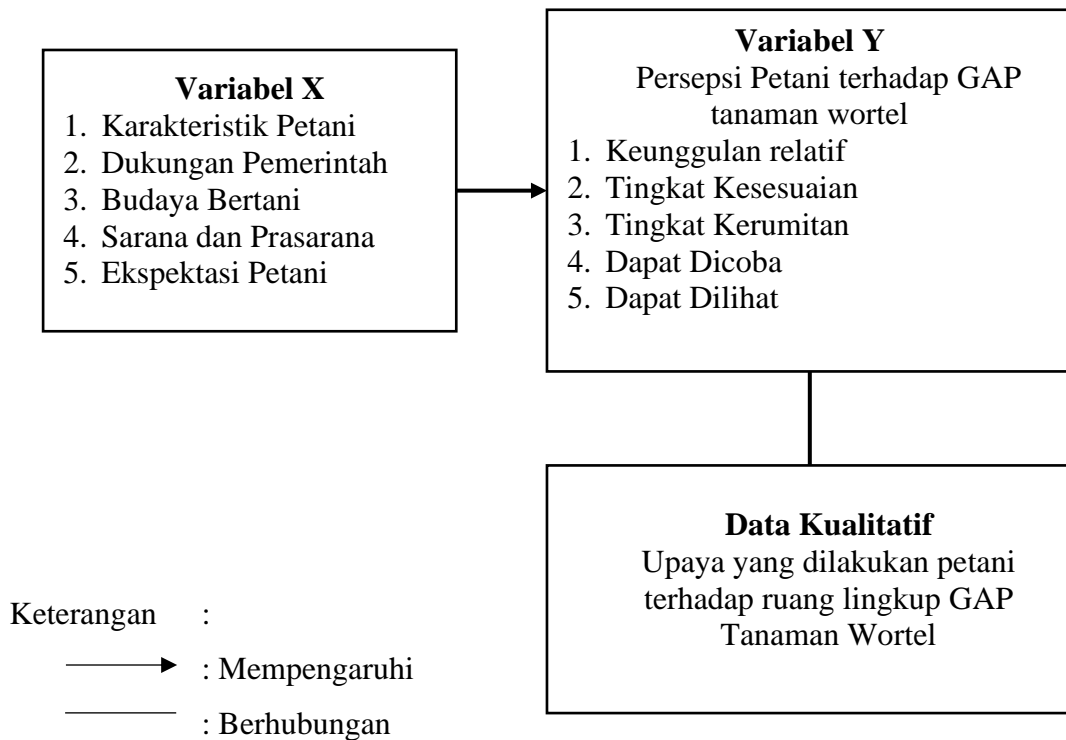 Variabel X
1. Karakteristik Petani
2. Dukungan Pemerintah
3. Budaya Bertani
4. Sarana dan Prasarana
5. Ekspektasi Petani
Variabel Y
Persepsi Petani terhadap GAP
tanaman wortel
1. Keunggulan relatif
2. Tingkat Kesesuaian
3. Tingkat Kerumitan
4. Dapat Dicoba
5. Dapat Dilihat
Data Kualitatif
Upaya yang dilakukan petani
terhadap ruang lingkup GAP
Tanaman Wortel
Keterangan :
: Mempengaruhi
: Berhubungan